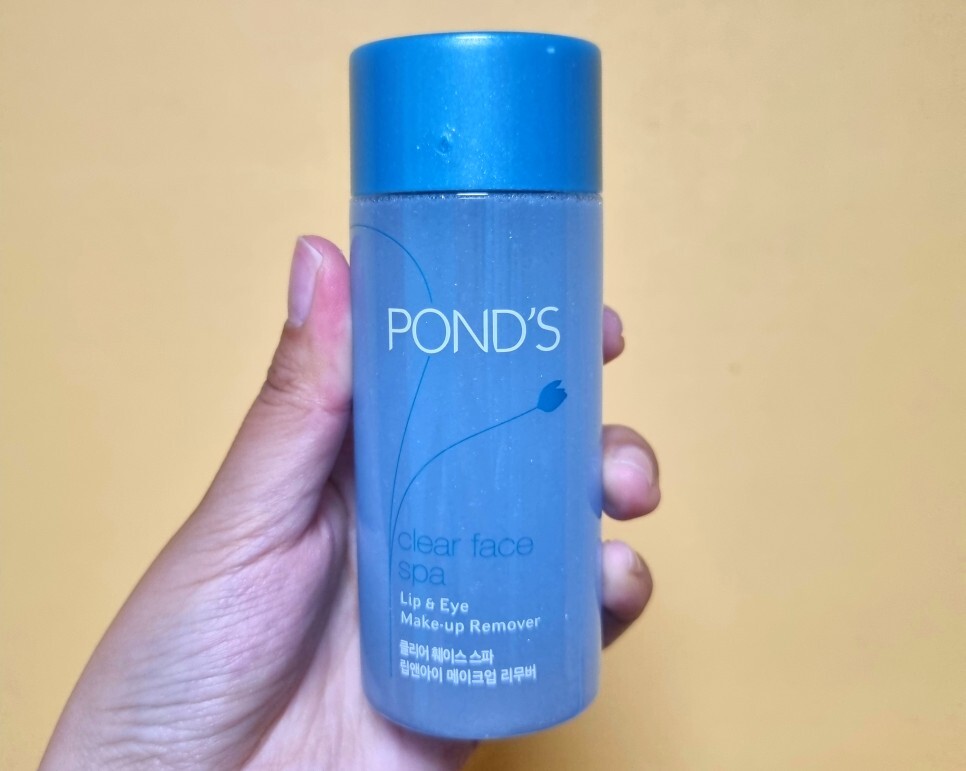 POND'S
clear face
spa
Lip & Eye
Make-up Remover
클리어 훼이스 스파
립앤아이 메이크업 리무버